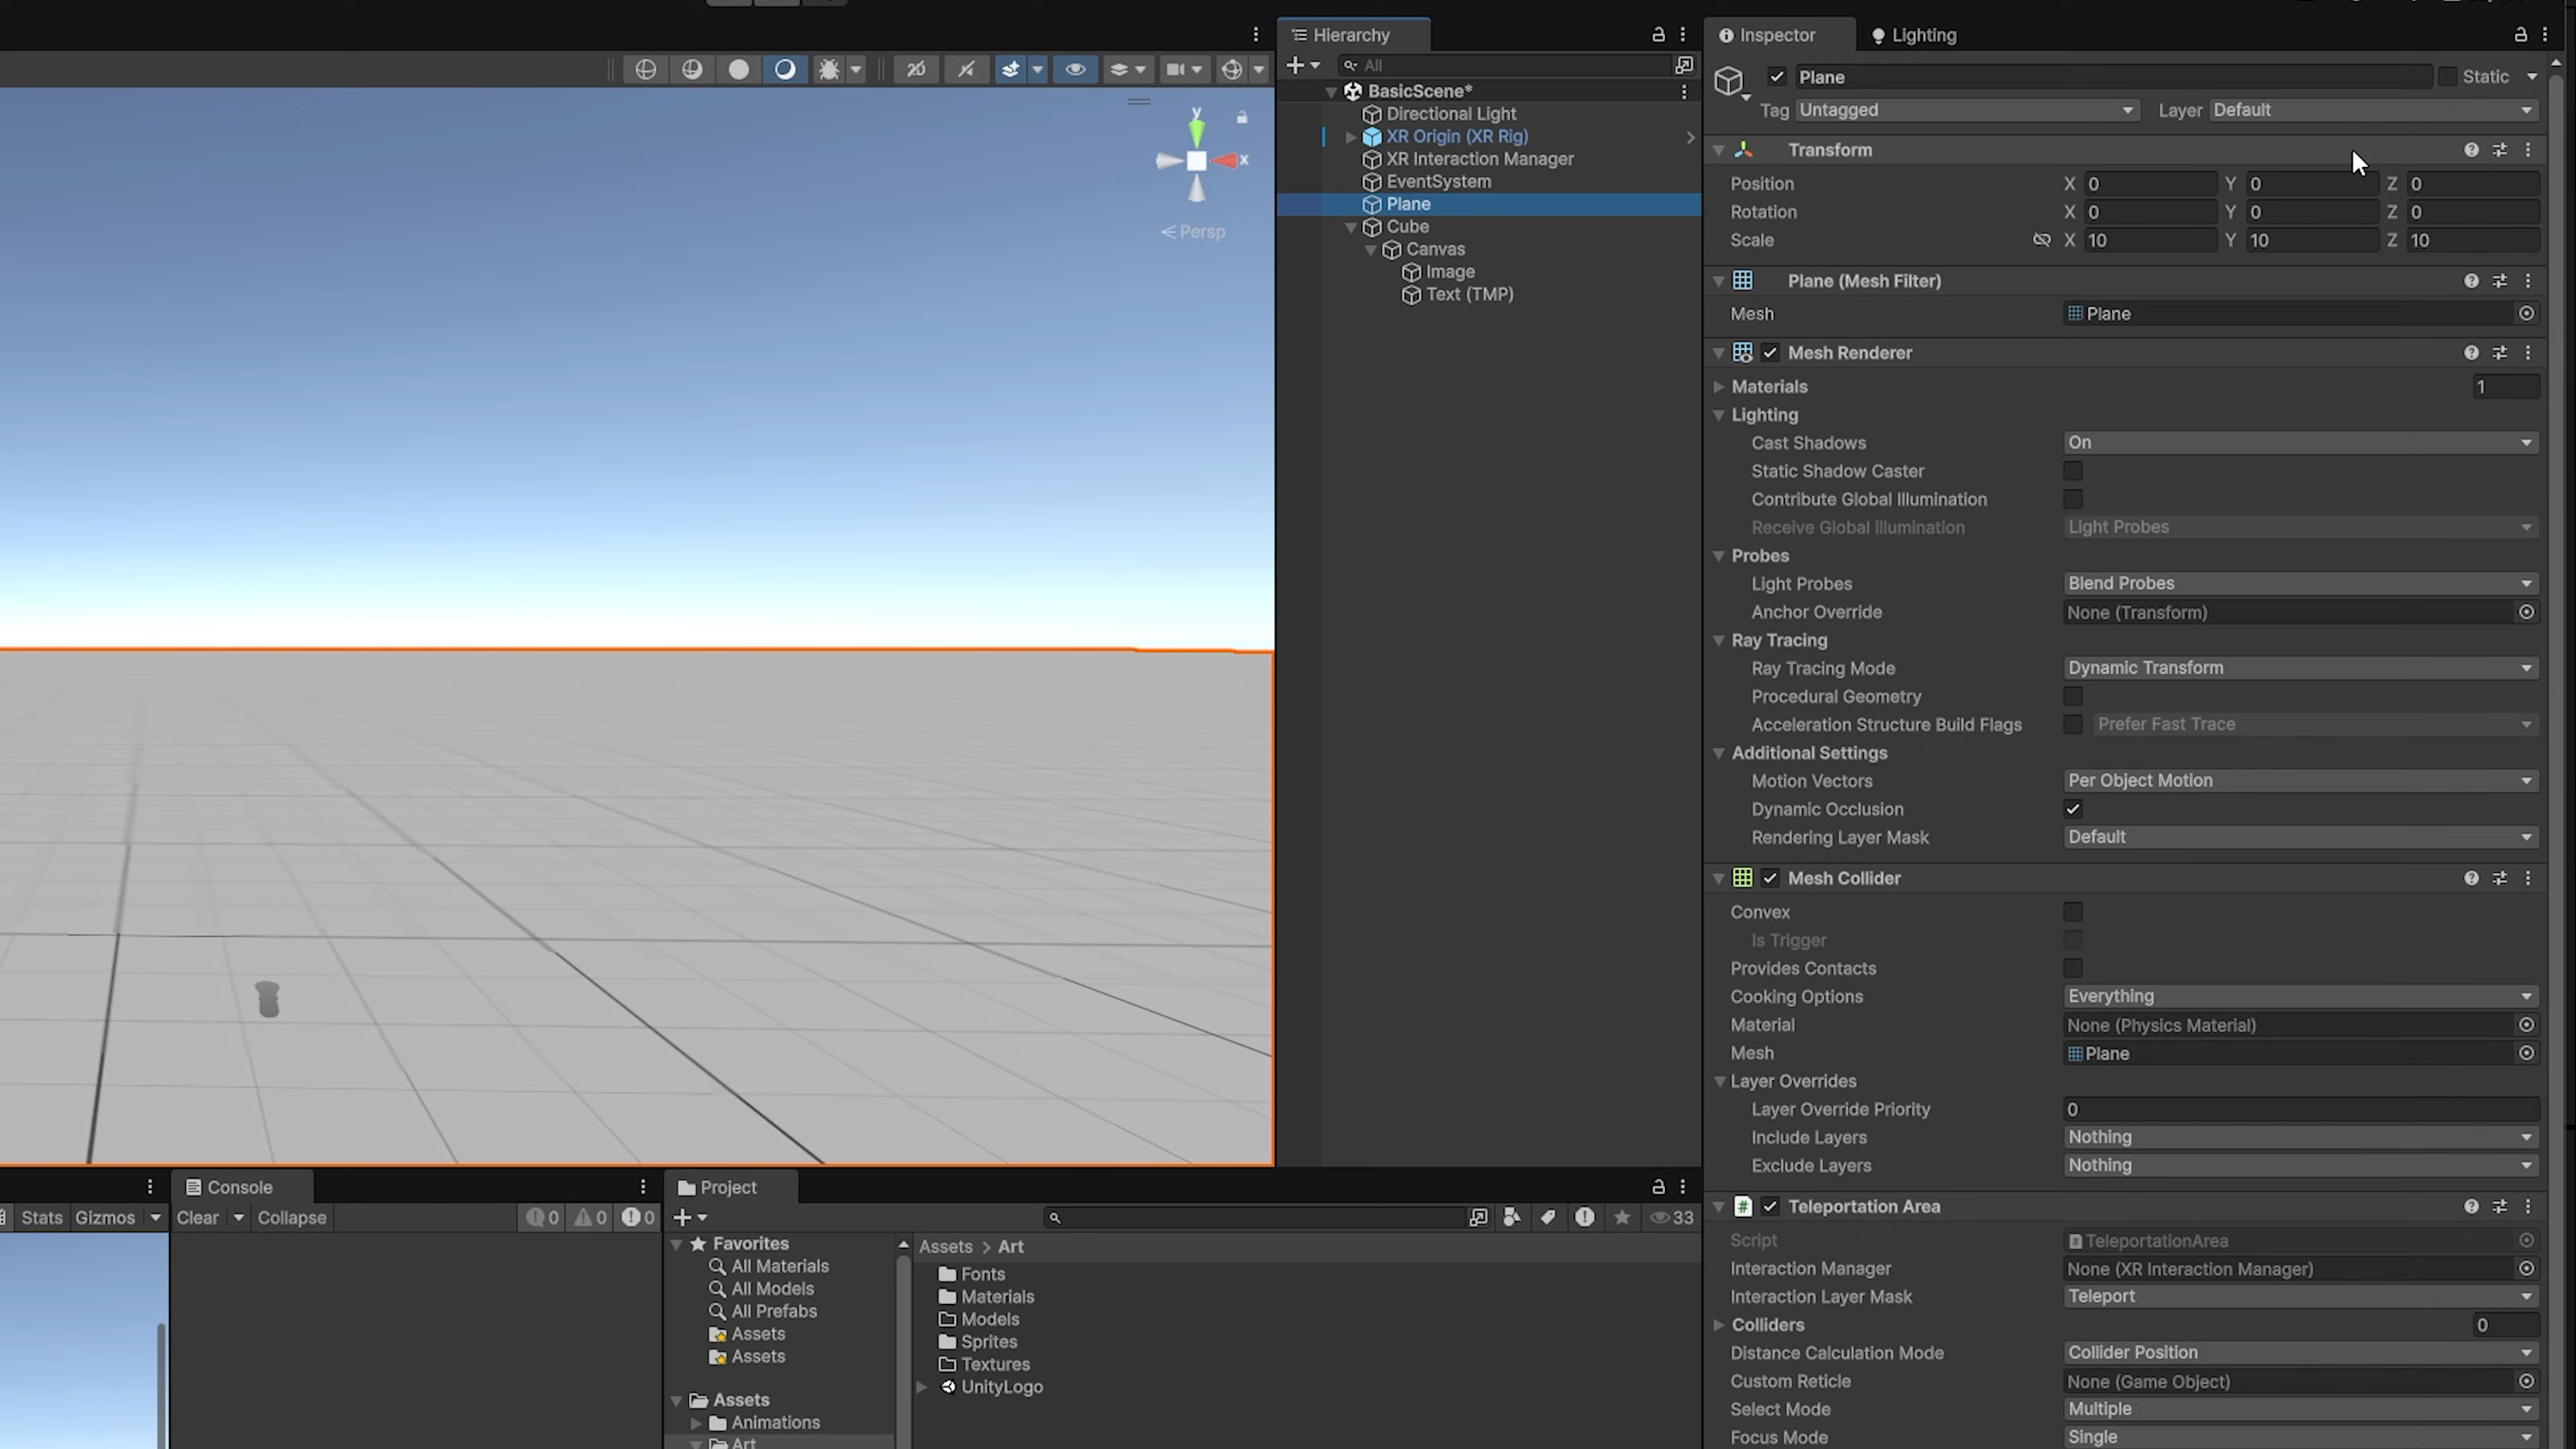 Hierarchy
Inspector
Lighting
All
Plane
Static
BasicScene*
Tag Untagged Layer Default
Directional Light
XR Origin (XR Rig)
XR Interaction Manager
EventSystem
Plane
Cube
Canvas
Image
Text (TMP)
2D
y
x
Persp
Transform
Position X 0 Y 0 Z 0
Rotation X 0 Y 0 Z 0
Scale X 10 Y 10 Z 10
Plane (Mesh Filter)
Mesh Plane
Mesh Renderer
Materials 1
Lighting
Cast Shadows On
Static Shadow Caster
Contribute Global Illumination
Receive Global Illumination Light Probes
Probes
Light Probes Blend Probes
Anchor Override None (Transform)
Ray Tracing
Ray Tracing Mode Dynamic Transform
Procedural Geometry
Acceleration Structure Build Flags Prefer Fast Trace
Additional Settings
Motion Vectors Per Object Motion
Dynamic Occlusion
Rendering Layer Mask Default
Mesh Collider
Convex
Is Trigger
Provides Contacts
Cooking Options Everything
Material None (Physics Material)
Mesh Plane
Layer Overrides
Layer Override Priority 0
Include Layers Nothing
Exclude Layers Nothing
Teleportation Area
Script TeleportationArea
Interaction Manager None (XR Interaction Manager)
Interaction Layer Mask Teleport
Colliders 0
Distance Calculation Mode Collider Position
Custom Reticle None (Game Object)
Select Mode Multiple
Focus Mode Single
Console
Project
Stats Gizmos
Clear Collapse 0 0 0
33
Favorites
All Materials
All Models
All Prefabs
Assets
Assets
Assets
Animations
Art
Assets > Art
Fonts
Materials
Models
Sprites
Textures
UnityLogo